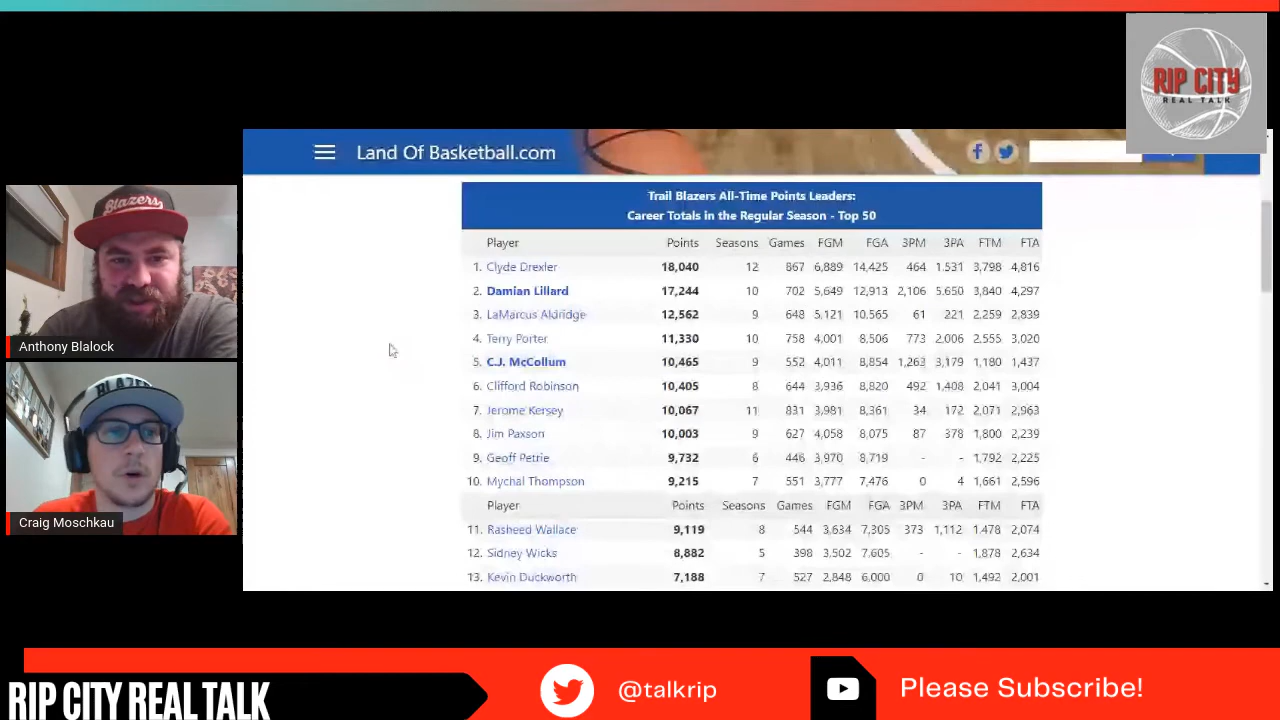 RIP CITY
REAL TALK
Land Of Basketball.com
Trail Blazers All-Time Points Leaders:
Career Totals in the Regular Season - Top 50
Player Points Seasons Games FGM FGA 3PM 3PA FTM FTA
1. Clyde Drexler 18,040 12 867 6,889 14,425 464 1,531 3,798 4,816
2. Damian Lillard 17,244 10 702 5,649 12,913 2,106 5,650 3,840 4,297
3. LaMarcus Aldridge 12,562 9 648 5,121 10,565 61 221 2,259 2,839
4. Terry Porter 11,330 10 758 4,001 8,506 773 2,006 2,555 3,020
5. C.J. McCollum 10,465 9 552 4,011 8,854 1,263 3,179 1,180 1,437
6. Clifford Robinson 10,405 8 644 3,936 8,820 492 1,408 2,041 3,004
7. Jerome Kersey 10,067 11 831 3,981 8,361 34 172 2,071 2,963
8. Jim Paxson 10,003 9 627 4,058 8,075 87 378 1,800 2,239
9. Geoff Petrie 9,732 6 446 3,970 8,719 - - 1,792 2,225
10. Mychal Thompson 9,215 7 551 3,777 7,476 0 4 1,661 2,596
Player Points Seasons Games FGM FGA 3PM 3PA FTM FTA
11. Rasheed Wallace 9,119 8 544 3,634 7,305 373 1,112 1,478 2,074
12. Sidney Wicks 8,882 5 398 3,502 7,605 - - 1,878 2,634
13. Kevin Duckworth 7,188 7 527 2,848 6,000 0 10 1,492 2,001
Blazers
Anthony Blalock
BLAZE
Craig Moschkau
RIP CITY REAL TALK
@talkrip
Please Subscribe!